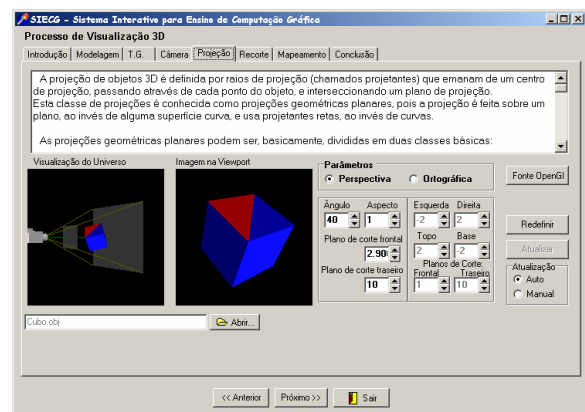 SIECG - Sistema Interativo para Ensino de Computação Gráfica
Processo de Visualização 3D
Introdução Modelagem T.G. Câmera Projeção Recorte Mapeamento Conclusão
A projeção de objetos 3D é definida por raios de projeção (chamados projetantes) que emanam de um centro
de projeção, passando através de cada ponto do objeto, e interseccionando um plano de projeção.
Esta classe de projeções é conhecida como projeções geométricas planares, pois a projeção é feita sobre um
plano, ao invés de alguma superfície curva, e usa projetantes retas, ao invés de curvas.
As projeções geométricas planares podem ser, basicamente, divididas em duas classes básicas:
Visualização do Universo
Imagem na Viewport
Parâmetros
Perspectiva Ortográfica
Fonte OpenGl
Ângulo Aspecto
40 1
Plano de corte frontal
2.90
Plano de corte traseiro
10
Esquerda Direita
-2 2
Topo Base
2 -2
Planos de Corte:
Frontal Traseiro
1 10
Redefinir
Atualizar
Atualização
Auto
Manual
Cubo.obj
Abrir...
<< Anterior Próximo >> Sair